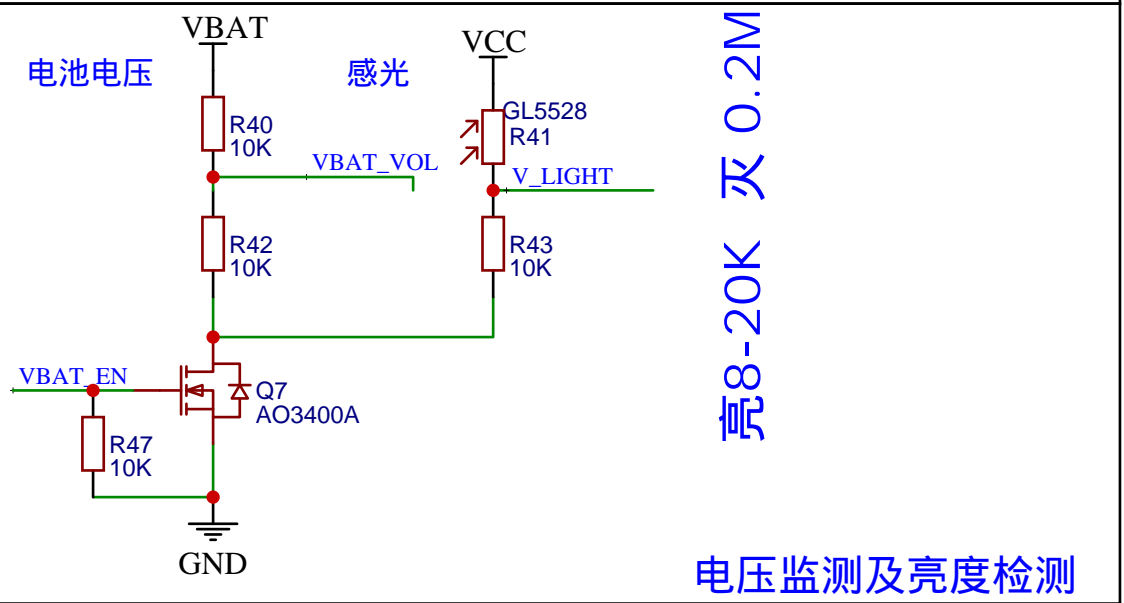 VBAT
VCC
电池电压
感光
GL5528
R41
R40
10K
VBAT_VOL
V_LIGHT
R42
10K
R43
10K
VBAT_EN
Q7
AO3400A
R47
10K
GND
亮8-20K 灰 0.2M
电压监测及亮度检测